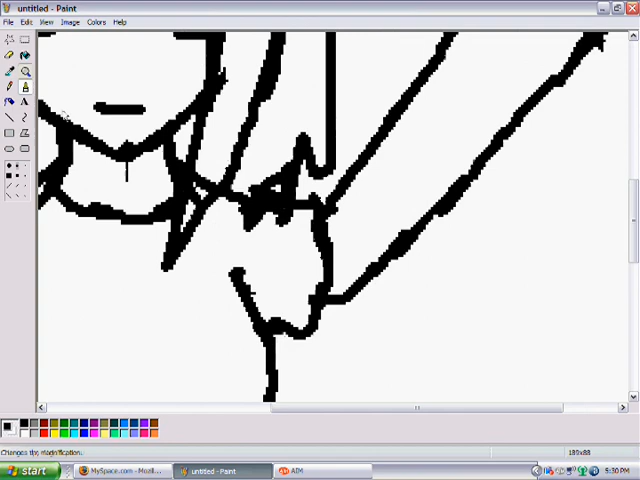 untitled - Paint
File Edit View Image Colors Help
A
Changes the magnification.
189x88
start
MySpace.com - Mozil...
untitled - Paint
AIM
5:30 PM